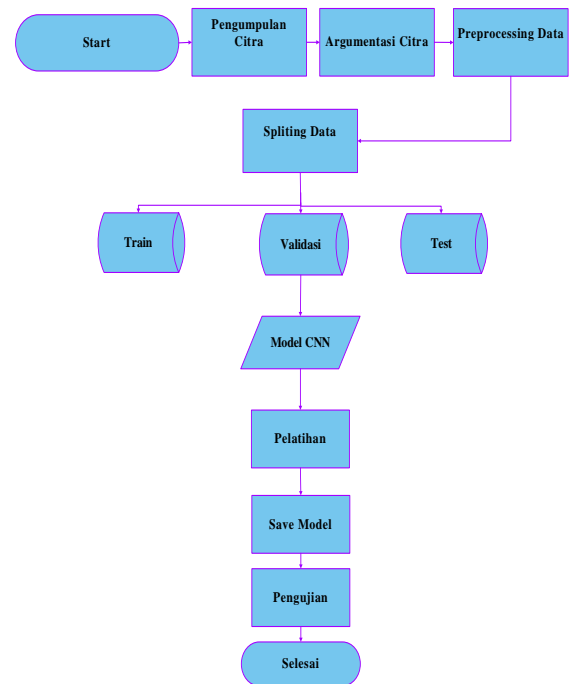 Start
Pengumpulan
Citra
Argumentasi Citra
Preprocessing Data
Spliting Data
Train
Validasi
Test
Model CNN
Pelatihan
Save Model
Pengujian
Selesai